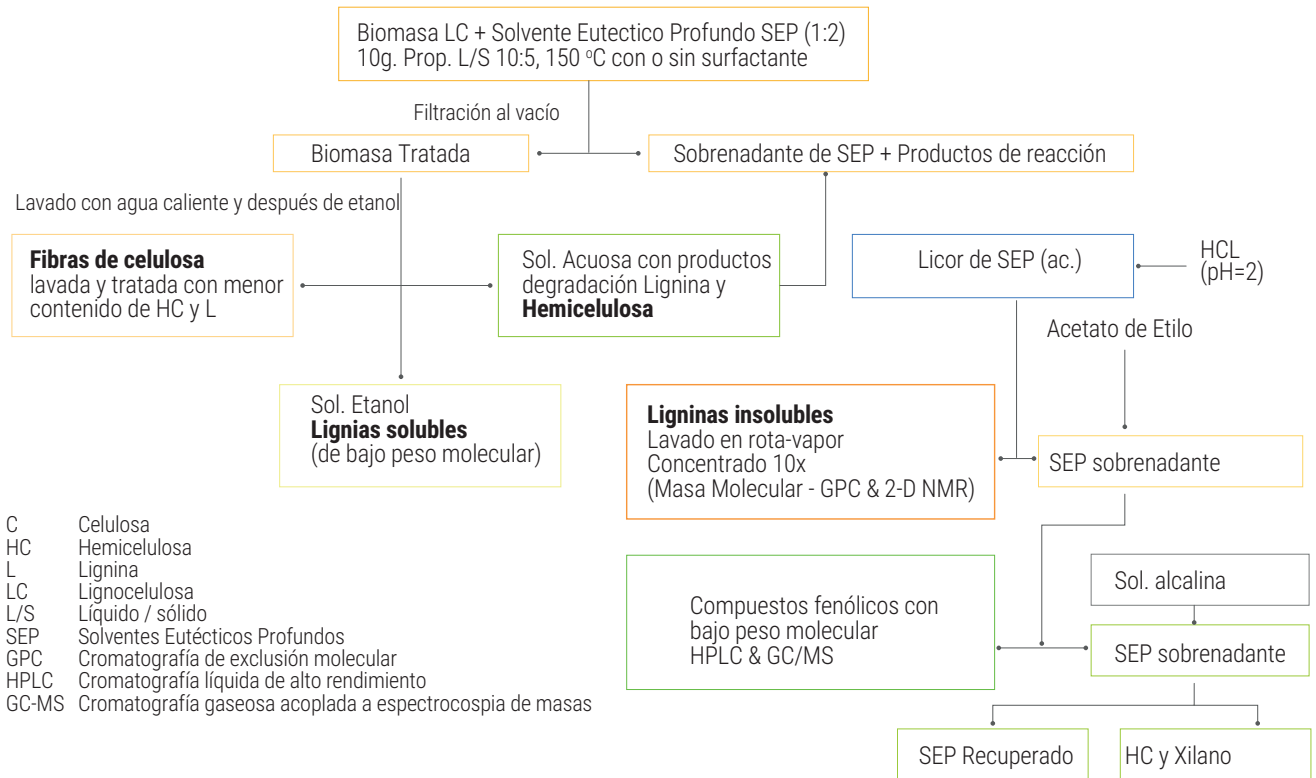 Biomasa LC + Solvente Eutectico Profundo SEP (1:2)
10g. Prop. L/S 10:5, 150 ºC con o sin surfactante
Filtración al vacío
Biomasa Tratada
Sobrenadante de SEP + Productos de reacción
Lavado con agua caliente y después de etanol
Fibras de celulosa
lavada y tratada con menor
contenido de HC y L
Sol. Acuosa con productos
degradación Lignina y
Hemicelulosa
Licor de SEP (ac.)
HCL
(pH=2)
Acetato de Etilo
Sol. Etanol
Lignias solubles
(de bajo peso molecular)
Ligninas insolubles
Lavado en rota-vapor
Concentrado 10x
(Masa Molecular - GPC & 2-D NMR)
SEP sobrenadante
C Celulosa
HC Hemicelulosa
L Lignina
LC Lignocelulosa
L/S Líquido / sólido
SEP Solventes Eutécticos Profundos
GPC Cromatografía de exclusión molecular
HPLC Cromatografía líquida de alto rendimiento
GC-MS Cromatografía gaseosa acoplada a espectrocospia de masas
Compuestos fenólicos con
bajo peso molecular
HPLC & GC/MS
Sol. alcalina
SEP sobrenadante
SEP Recuperado
HC y Xilano